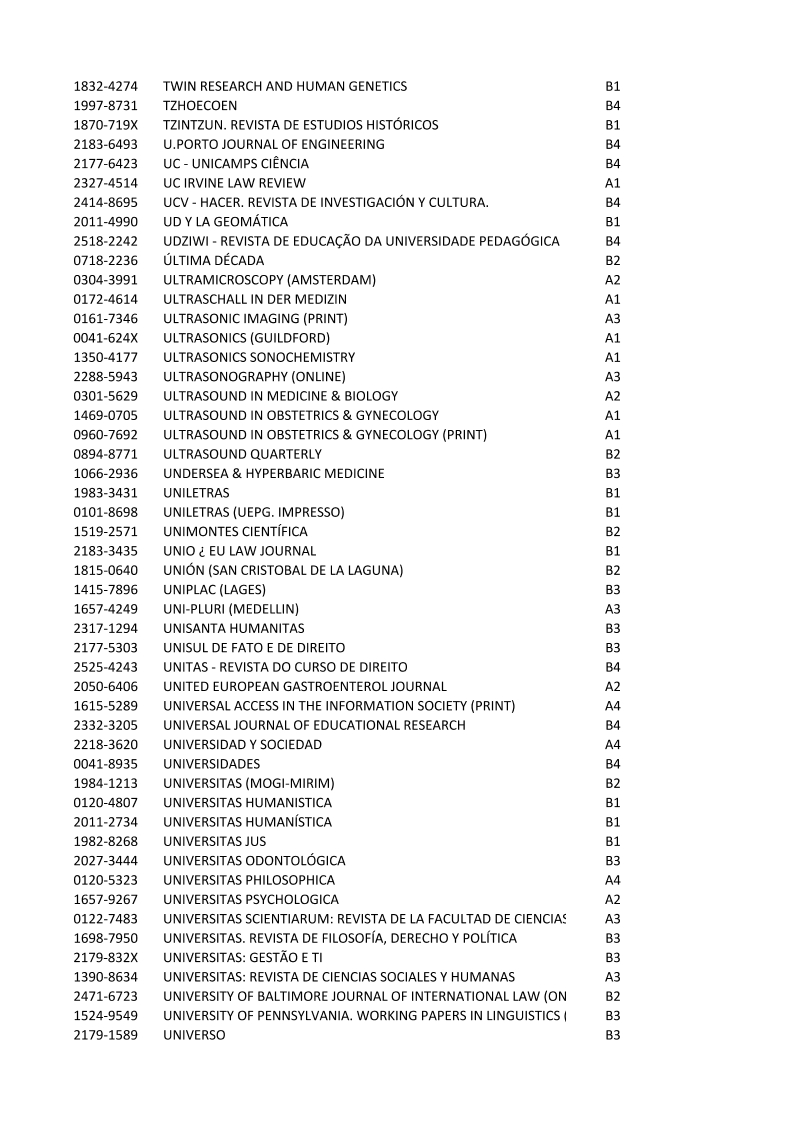 1832-4274 TWIN RESEARCH AND HUMAN GENETICS B1
1997-8731 TZHOECOEN B4
1870-719X TZINTZUN. REVISTA DE ESTUDIOS HISTÓRICOS B1
2183-6493 U.PORTO JOURNAL OF ENGINEERING B4
2177-6423 UC - UNICAMPS CIÊNCIA B4
2327-4514 UC IRVINE LAW REVIEW A1
2414-8695 UCV - HACER. REVISTA DE INVESTIGACIÓN Y CULTURA. B4
2011-4990 UD Y LA GEOMÁTICA B1
2518-2242 UDZIWI - REVISTA DE EDUCAÇÃO DA UNIVERSIDADE PEDAGÓGICA B4
0718-2236 ÚLTIMA DÉCADA B2
0304-3991 ULTRAMICROSCOPY (AMSTERDAM) A2
0172-4614 ULTRASCHALL IN DER MEDIZIN A1
0161-7346 ULTRASONIC IMAGING (PRINT) A3
0041-624X ULTRASONICS (GUILDFORD) A1
1350-4177 ULTRASONICS SONOCHEMISTRY A1
2288-5943 ULTRASONOGRAPHY (ONLINE) A3
0301-5629 ULTRASOUND IN MEDICINE & BIOLOGY A2
1469-0705 ULTRASOUND IN OBSTETRICS & GYNECOLOGY A1
0960-7692 ULTRASOUND IN OBSTETRICS & GYNECOLOGY (PRINT) A1
0894-8771 ULTRASOUND QUARTERLY B2
1066-2936 UNDERSEA & HYPERBARIC MEDICINE B3
1983-3431 UNILETRAS B1
0101-8698 UNILETRAS (UEPG. IMPRESSO) B1
1519-2571 UNIMONTES CIENTÍFICA B2
2183-3435 UNIO ¿ EU LAW JOURNAL B1
1815-0640 UNIÓN (SAN CRISTOBAL DE LA LAGUNA) B2
1415-7896 UNIPLAC (LAGES) B3
1657-4249 UNI-PLURI (MEDELLIN) A3
2317-1294 UNISANTA HUMANITAS B3
2177-5303 UNISUL DE FATO E DE DIREITO B3
2525-4243 UNITAS - REVISTA DO CURSO DE DIREITO B4
2050-6406 UNITED EUROPEAN GASTROENTEROL JOURNAL A2
1615-5289 UNIVERSAL ACCESS IN THE INFORMATION SOCIETY (PRINT) A4
2332-3205 UNIVERSAL JOURNAL OF EDUCATIONAL RESEARCH B4
2218-3620 UNIVERSIDAD Y SOCIEDAD A4
0041-8935 UNIVERSIDADES B4
1984-1213 UNIVERSITAS (MOGI-MIRIM) B2
0120-4807 UNIVERSITAS HUMANISTICA B1
2011-2734 UNIVERSITAS HUMANÍSTICA B1
1982-8268 UNIVERSITAS JUS B1
2027-3444 UNIVERSITAS ODONTOLÓGICA B3
0120-5323 UNIVERSITAS PHILOSOPHICA A4
1657-9267 UNIVERSITAS PSYCHOLOGICA A2
0122-7483 UNIVERSITAS SCIENTIARUM: REVISTA DE LA FACULTAD DE CIENCIAS A3
1698-7950 UNIVERSITAS. REVISTA DE FILOSOFÍA, DERECHO Y POLÍTICA B3
2179-832X UNIVERSITAS: GESTÃO E TI B3
1390-8634 UNIVERSITAS: REVISTA DE CIENCIAS SOCIALES Y HUMANAS A3
2471-6723 UNIVERSITY OF BALTIMORE JOURNAL OF INTERNATIONAL LAW (ON B2
1524-9549 UNIVERSITY OF PENNSYLVANIA. WORKING PAPERS IN LINGUISTICS ( B3
2179-1589 UNIVERSO B3